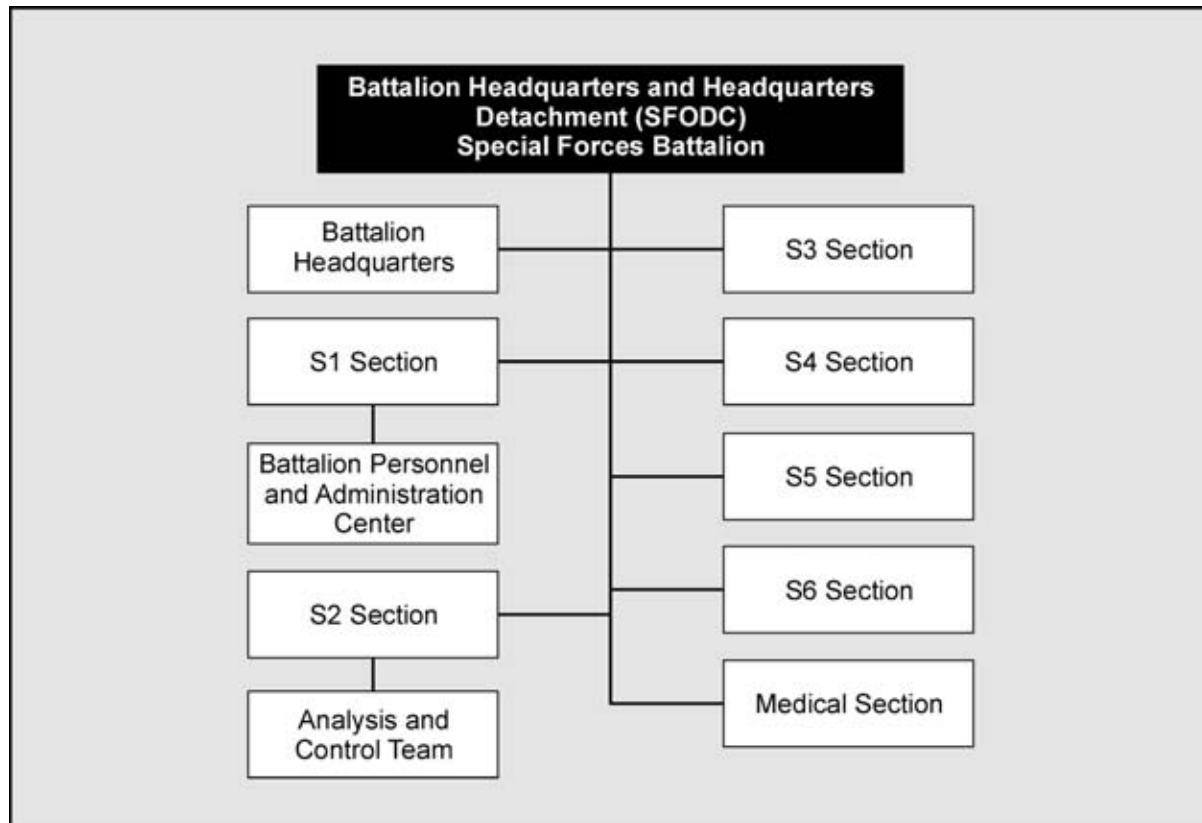 Battalion Headquarters and Headquarters
Detachment (SFODC)
Special Forces Battalion
Battalion
Headquarters
S1 Section
Battalion Personnel
and Administration
Center
S2 Section
Analysis and
Control Team
S3 Section
S4 Section
S5 Section
S6 Section
Medical Section